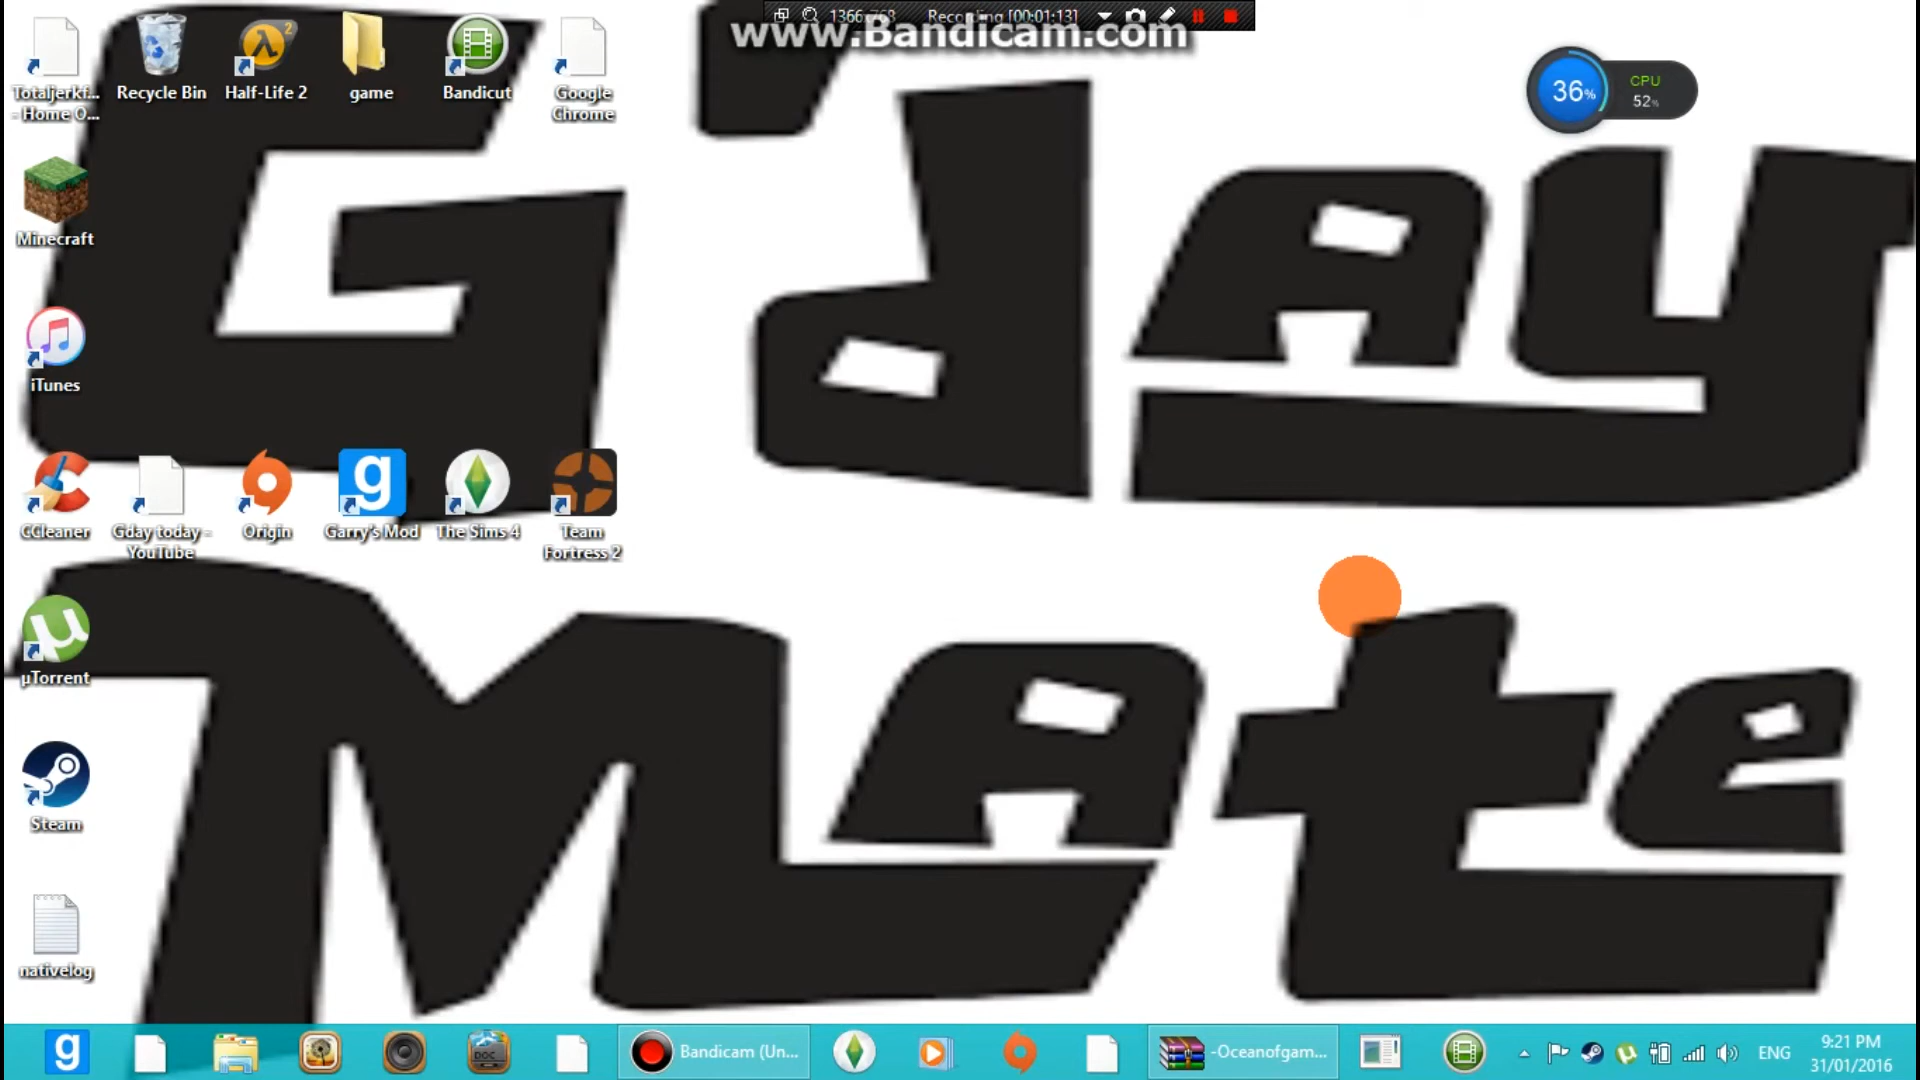 1366x768 Recording [00:01:13]
www.Bandicam.com
Totaljerkf...
- Home O...
Recycle Bin
Half-Life 2
game
Bandicut
Google
Chrome
36%
CPU
52%
G'day
Minecraft
iTunes
CCleaner
Gday today -
YouTube
Origin
g
Garry's Mod
The Sims 4
Team
Fortress 2
Mate
µTorrent
Steam
nativelog
g
DOC
Bandicam (Un...
-Oceanofgam...
ENG
9:21 PM
31/01/2016